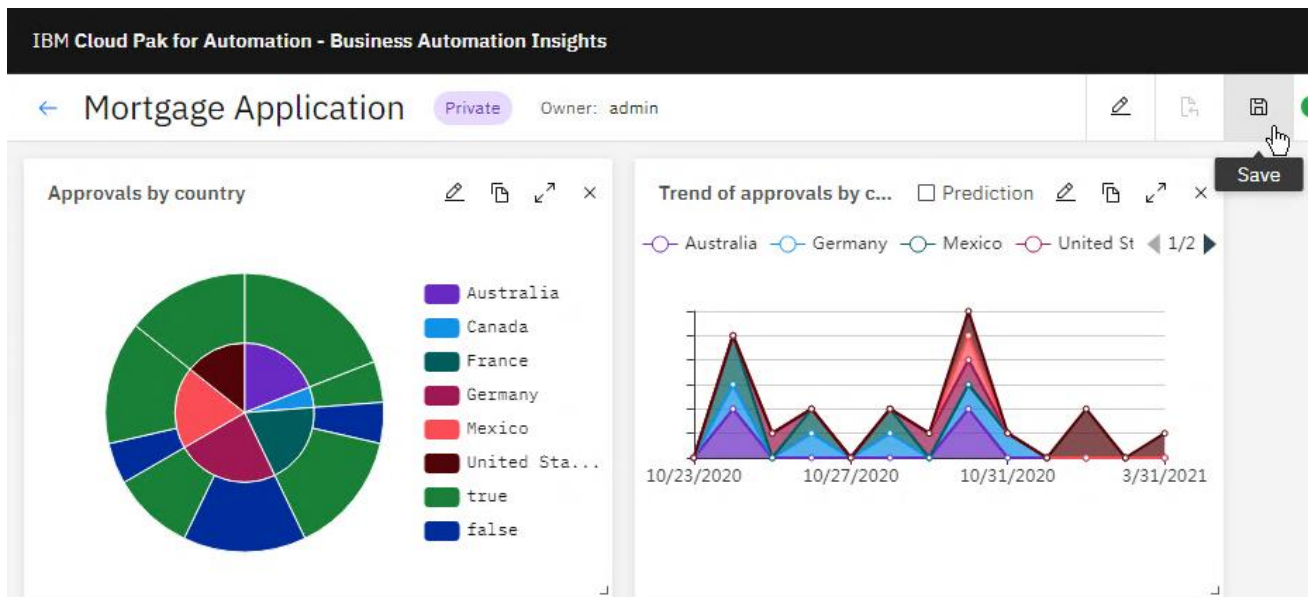 IBM Cloud Pak for Automation - Business Automation Insights
Mortgage Application Private Owner: admin
Save
Approvals by country
Australia
Canada
France
Germany
Mexico
United Sta...
true
false
Trend of approvals by c... Prediction
Australia Germany Mexico United St 1/2
10/23/2020 10/27/2020 10/31/2020 3/31/2021